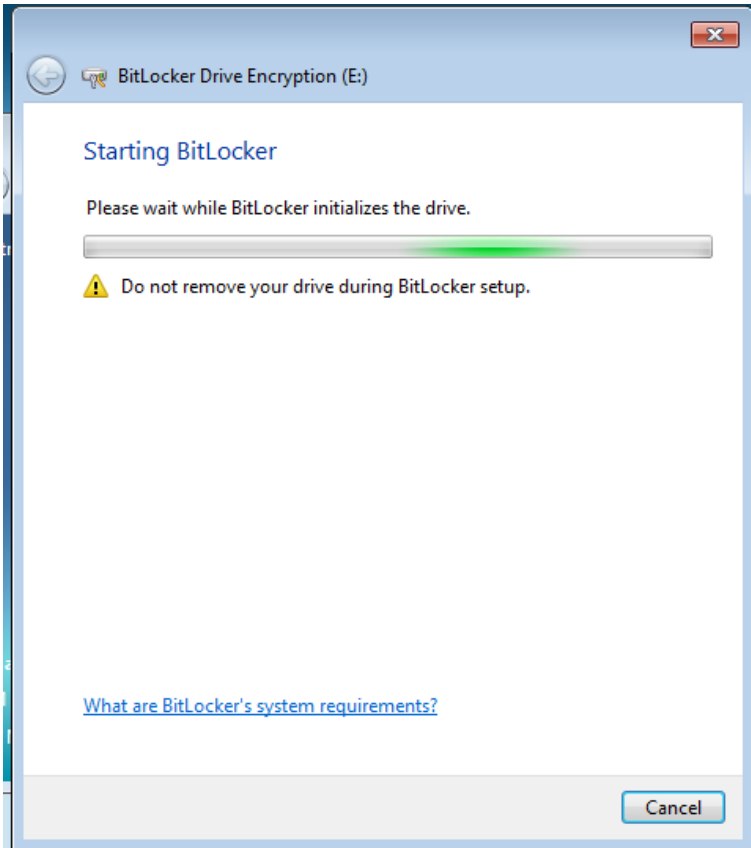 BitLocker Drive Encryption (E:)
Starting BitLocker
Please wait while BitLocker initializes the drive.
Do not remove your drive during BitLocker setup.
What are BitLocker's system requirements?
Cancel